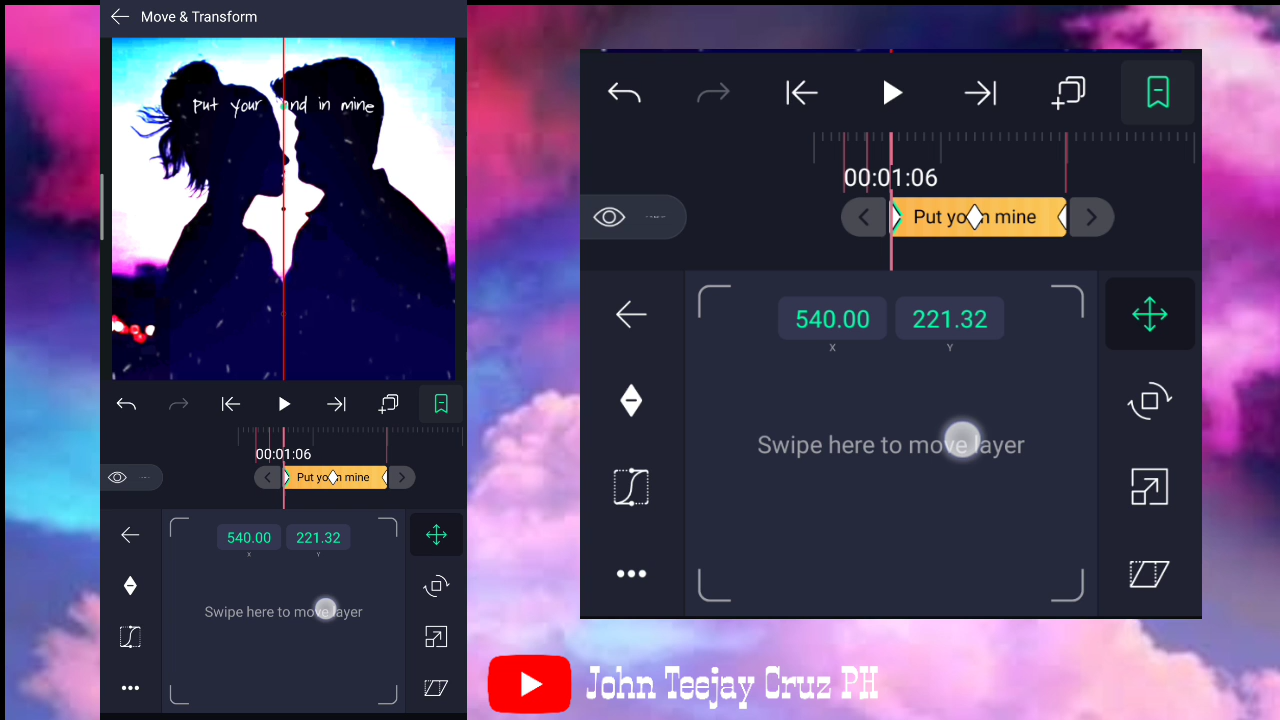 Move & Transform
put your hand in mine
00:01:06
Put yo n mine
540.00 221.32
X Y
Swipe here to move layer
00:01:06
Put yo n mine
540.00 221.32
X Y
Swipe here to move layer
John Teejay Cruz PH